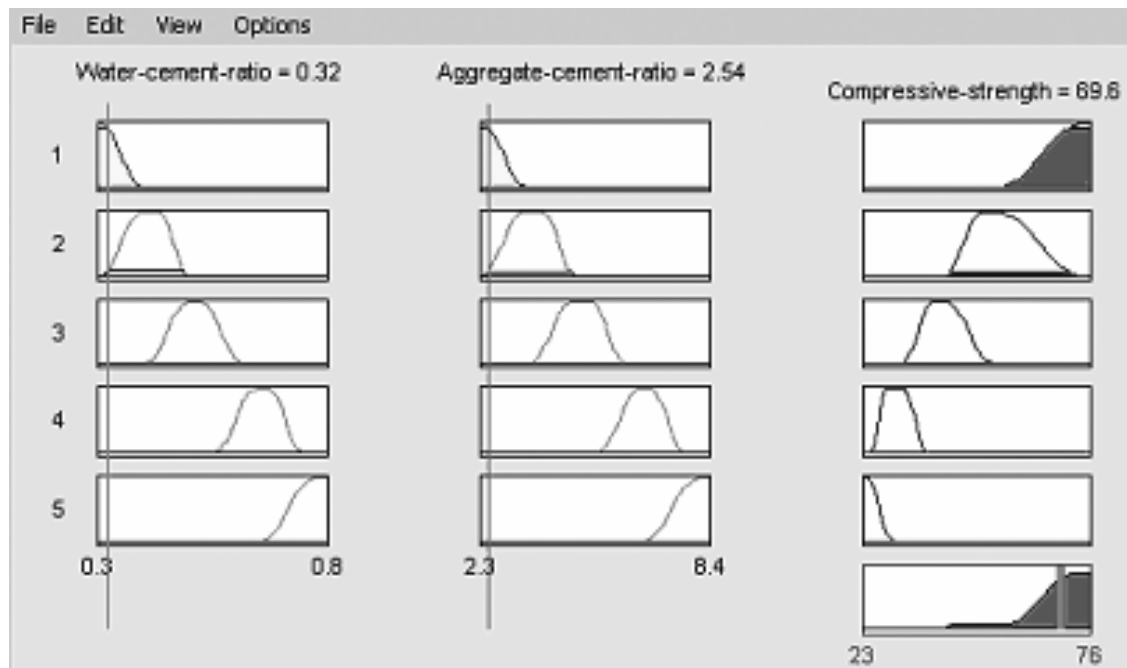 File Edit View Options
Water-cement-ratio = 0.32
Aggregate-cement-ratio = 2.54
Compressive-strength = 69.6
1
2
3
4
5
0.3 0.8 2.3 8.4
23 76